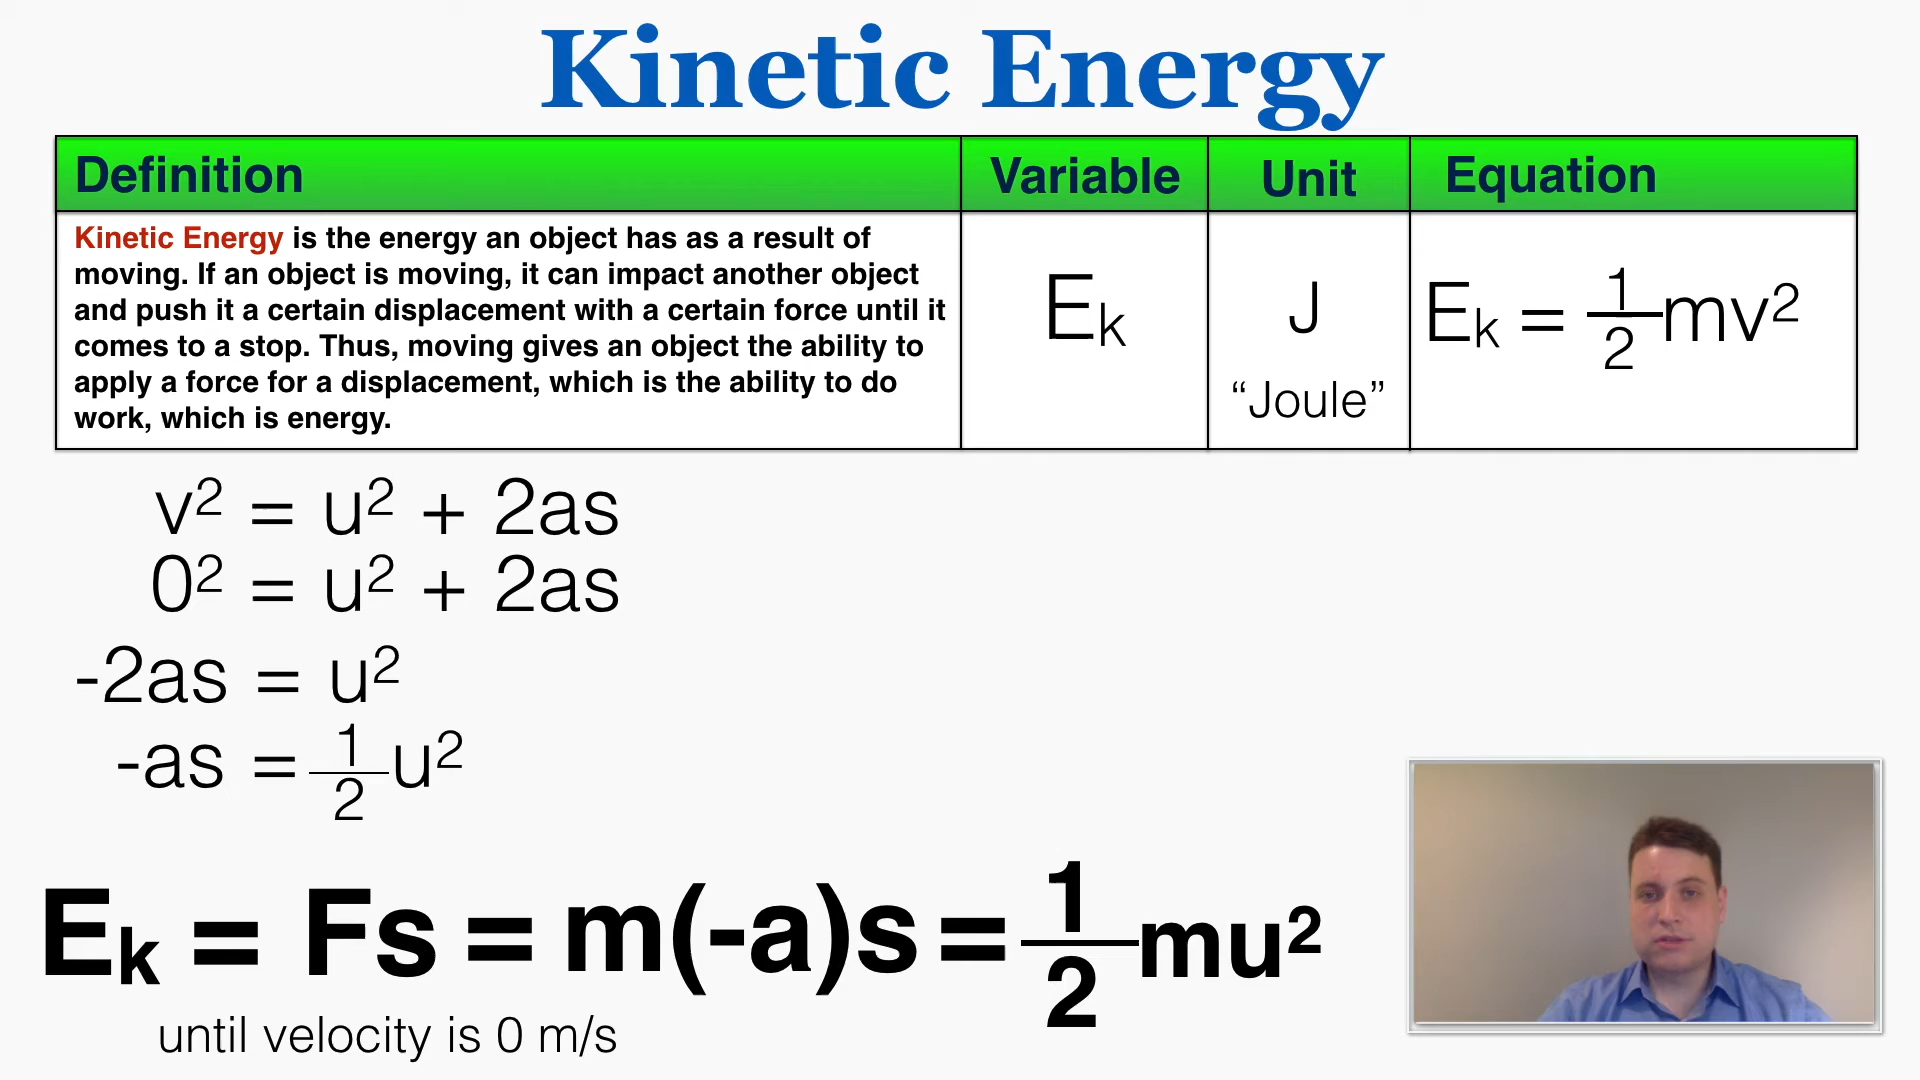 Kinetic Energy
Definition Variable Unit Equation
Kinetic Energy is the energy an object has as a result of
moving. If an object is moving, it can impact another object
and push it a certain displacement with a certain force until it
comes to a stop. Thus, moving gives an object the ability to
apply a force for a displacement, which is the ability to do
work, which is energy.
Eₖ
J
“Joule”
Eₖ = 1/2 mv²
v² = u² + 2as
0² = u² + 2as
-2as = u²
-as = 1/2 u²
Eₖ = Fs = m(-a)s = 1/2 mu²
until velocity is 0 m/s